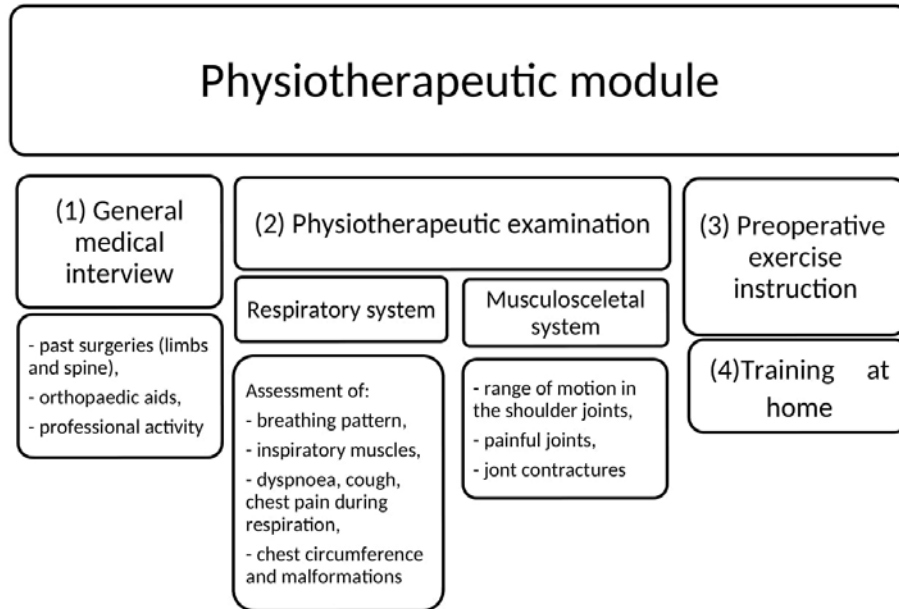 Physiotherapeutic module
(1) General
medical
interview
- past surgeries (limbs
and spine),
- orthopaedic aids,
- professional activity
(2) Physiotherapeutic examination
Respiratory system
Assessment of:
- breathing pattern,
- inspiratory muscles,
- dyspnoea, cough,
chest pain during
respiration,
- chest circumference
and malformations
Musculosceletal
system
- range of motion in
the shoulder joints,
- painful joints,
- jont contractures
(3) Preoperative
exercise
instruction
(4)Training at
home